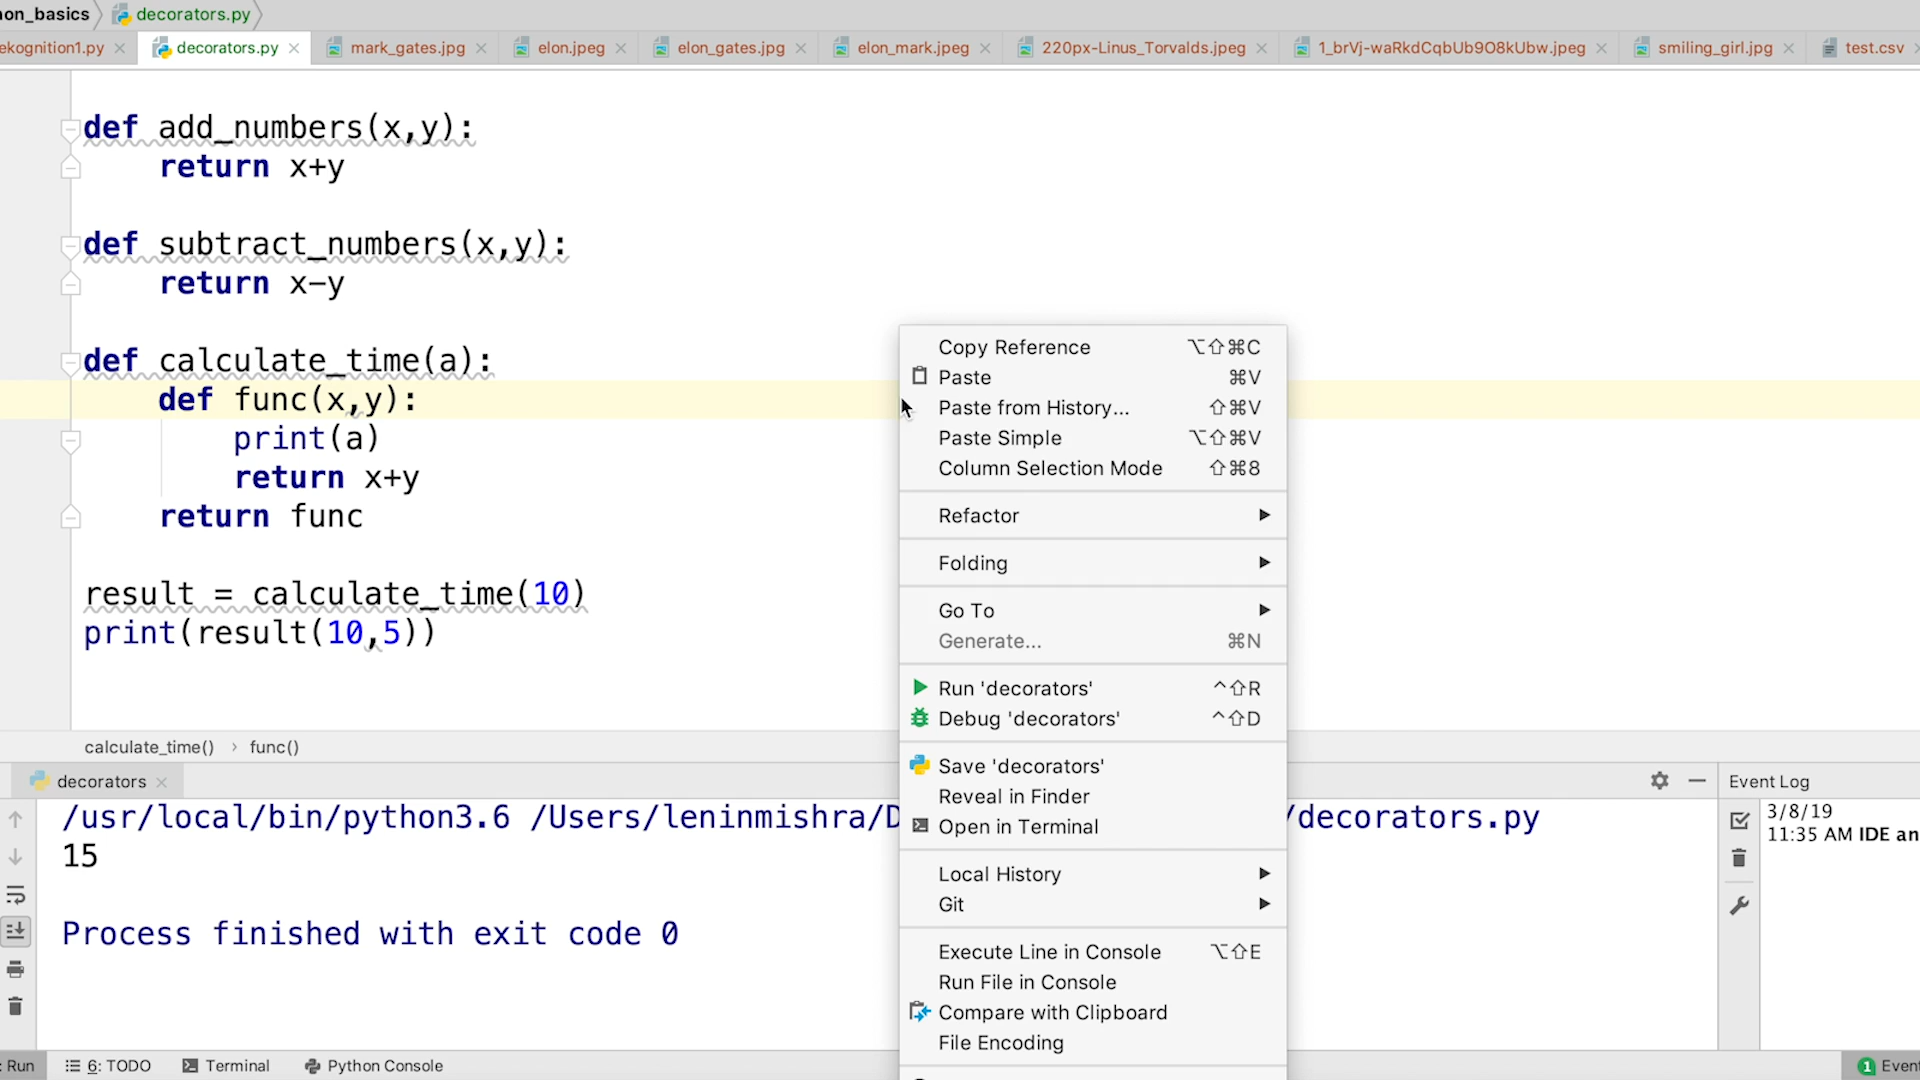 on_basics
decorators.py
ekognition1.py
decorators.py
mark_gates.jpg
elon.jpeg
elon_gates.jpg
elon_mark.jpeg
220px-Linus_Torvalds.jpeg
1_brVj-waRkdCqbUb9O8kUbw.jpeg
smiling_girl.jpg
test.csv
def add_numbers(x,y):
return x+y
def subtract_numbers(x,y):
return x-y
def calculate_time(a):
def func(x,y):
print(a)
return x+y
return func
result = calculate_time(10)
print(result(10,5))
Copy Reference ⌥⇧⌘C
Paste ⌘V
Paste from History... ⇧⌘V
Paste Simple ⌥⇧⌘V
Column Selection Mode ⇧⌘8
Refactor
Folding
Go To
Generate... ⌘N
Run 'decorators' ^⇧R
Debug 'decorators' ^⇧D
Save 'decorators'
Reveal in Finder
Open in Terminal
Local History
Git
Execute Line in Console ⌥⇧E
Run File in Console
Compare with Clipboard
File Encoding
calculate_time() › func()
decorators
/usr/local/bin/python3.6 /Users/leninmishra/D /decorators.py
15
Process finished with exit code 0
Event Log
3/8/19
11:35 AM IDE an
: Run
6: TODO
Terminal
Python Console
1 Event